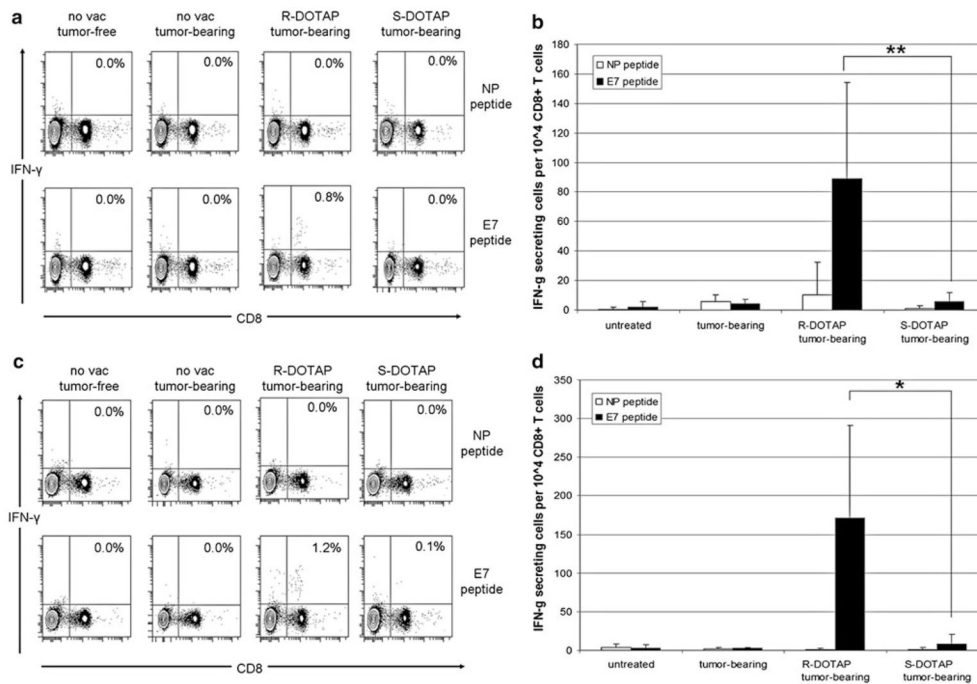 a
no vac
tumor-free
no vac
tumor-bearing
R-DOTAP
tumor-bearing
S-DOTAP
tumor-bearing
0.0%
0.0%
0.0%
0.0%
NP
peptide
IFN-γ
0.0%
0.0%
0.8%
0.0%
E7
peptide
CD8
b
IFN-g secreting cells per 10^4 CD8+ T cells
180
160
140
120
100
80
60
40
20
0
NP peptide
E7 peptide
**
untreated
tumor-bearing
R-DOTAP
tumor-bearing
S-DOTAP
tumor-bearing
c
no vac
tumor-free
no vac
tumor-bearing
R-DOTAP
tumor-bearing
S-DOTAP
tumor-bearing
0.0%
0.0%
0.0%
0.0%
NP
peptide
IFN-γ
0.0%
0.0%
1.2%
0.1%
E7
peptide
CD8
d
IFN-g secreting cells per 10^4 CD8+ T cells
350
300
250
200
150
100
50
0
NP peptide
E7 peptide
*
untreated
tumor-bearing
R-DOTAP
tumor-bearing
S-DOTAP
tumor-bearing